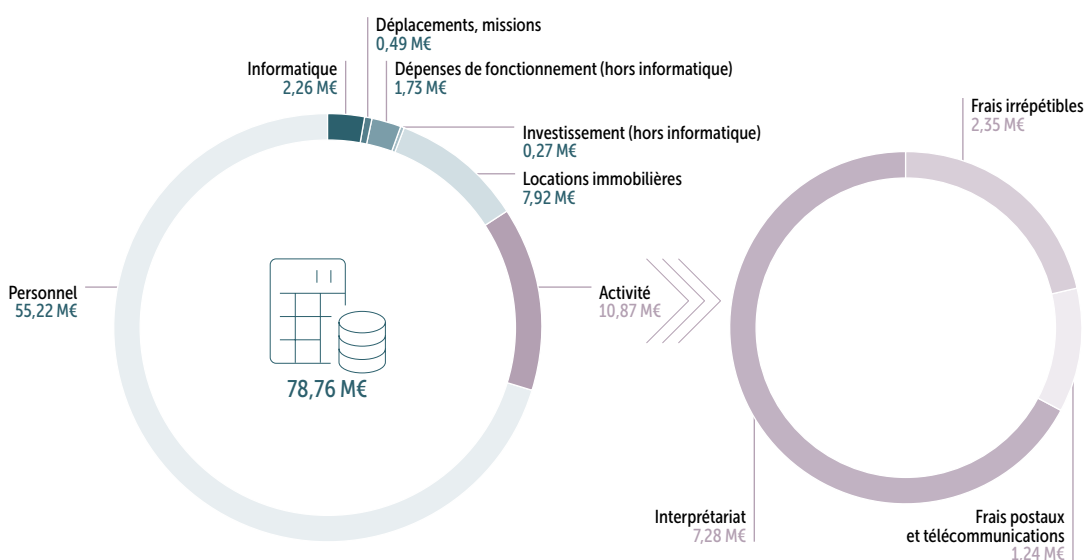 Déplacements, missions
0,49 M€
Informatique
2,26 M€
Dépenses de fonctionnement (hors informatique)
1,73 M€
Investissement (hors informatique)
0,27 M€
Locations immobilières
7,92 M€
Personnel
55,22 M€
78,76 M€
Activité
10,87 M€
Frais irrépétibles
2,35 M€
Interprétariat
7,28 M€
Frais postaux
et télécommunications
1,24 M€